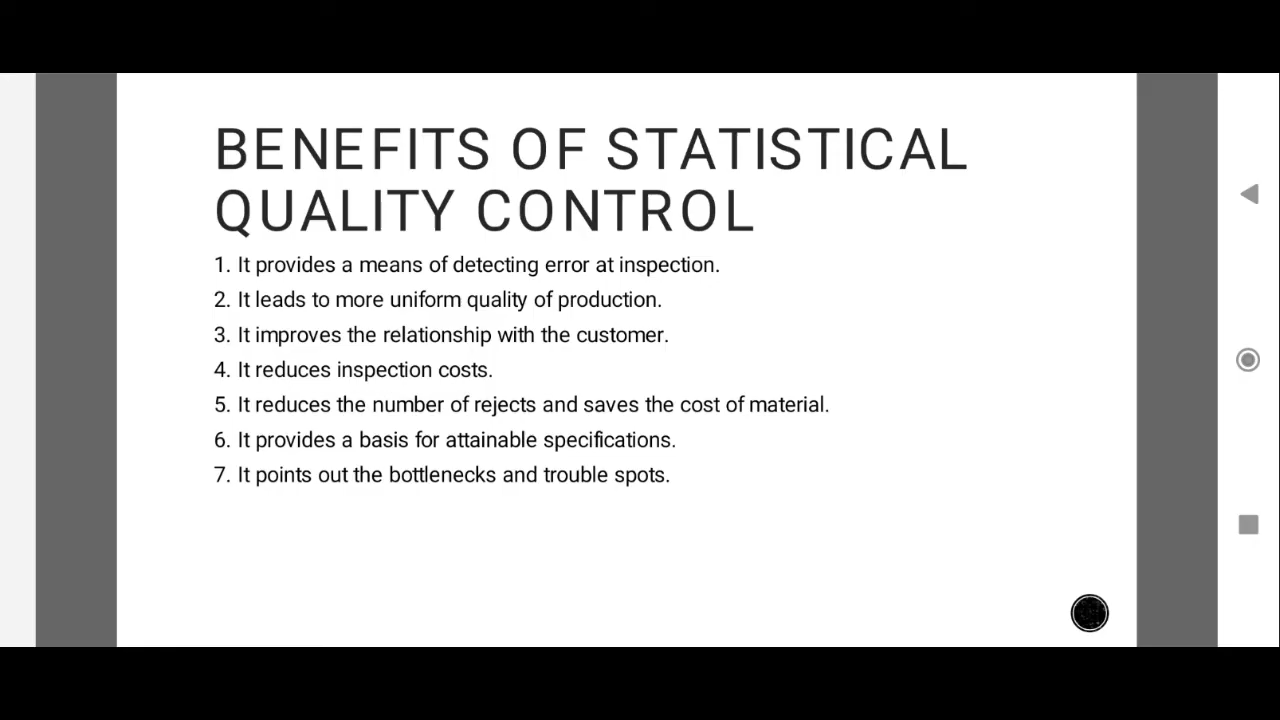 BENEFITS OF STATISTICAL
QUALITY CONTROL
1. It provides a means of detecting error at inspection.
2. It leads to more uniform quality of production.
3. It improves the relationship with the customer.
4. It reduces inspection costs.
5. It reduces the number of rejects and saves the cost of material.
6. It provides a basis for attainable specifications.
7. It points out the bottlenecks and trouble spots.